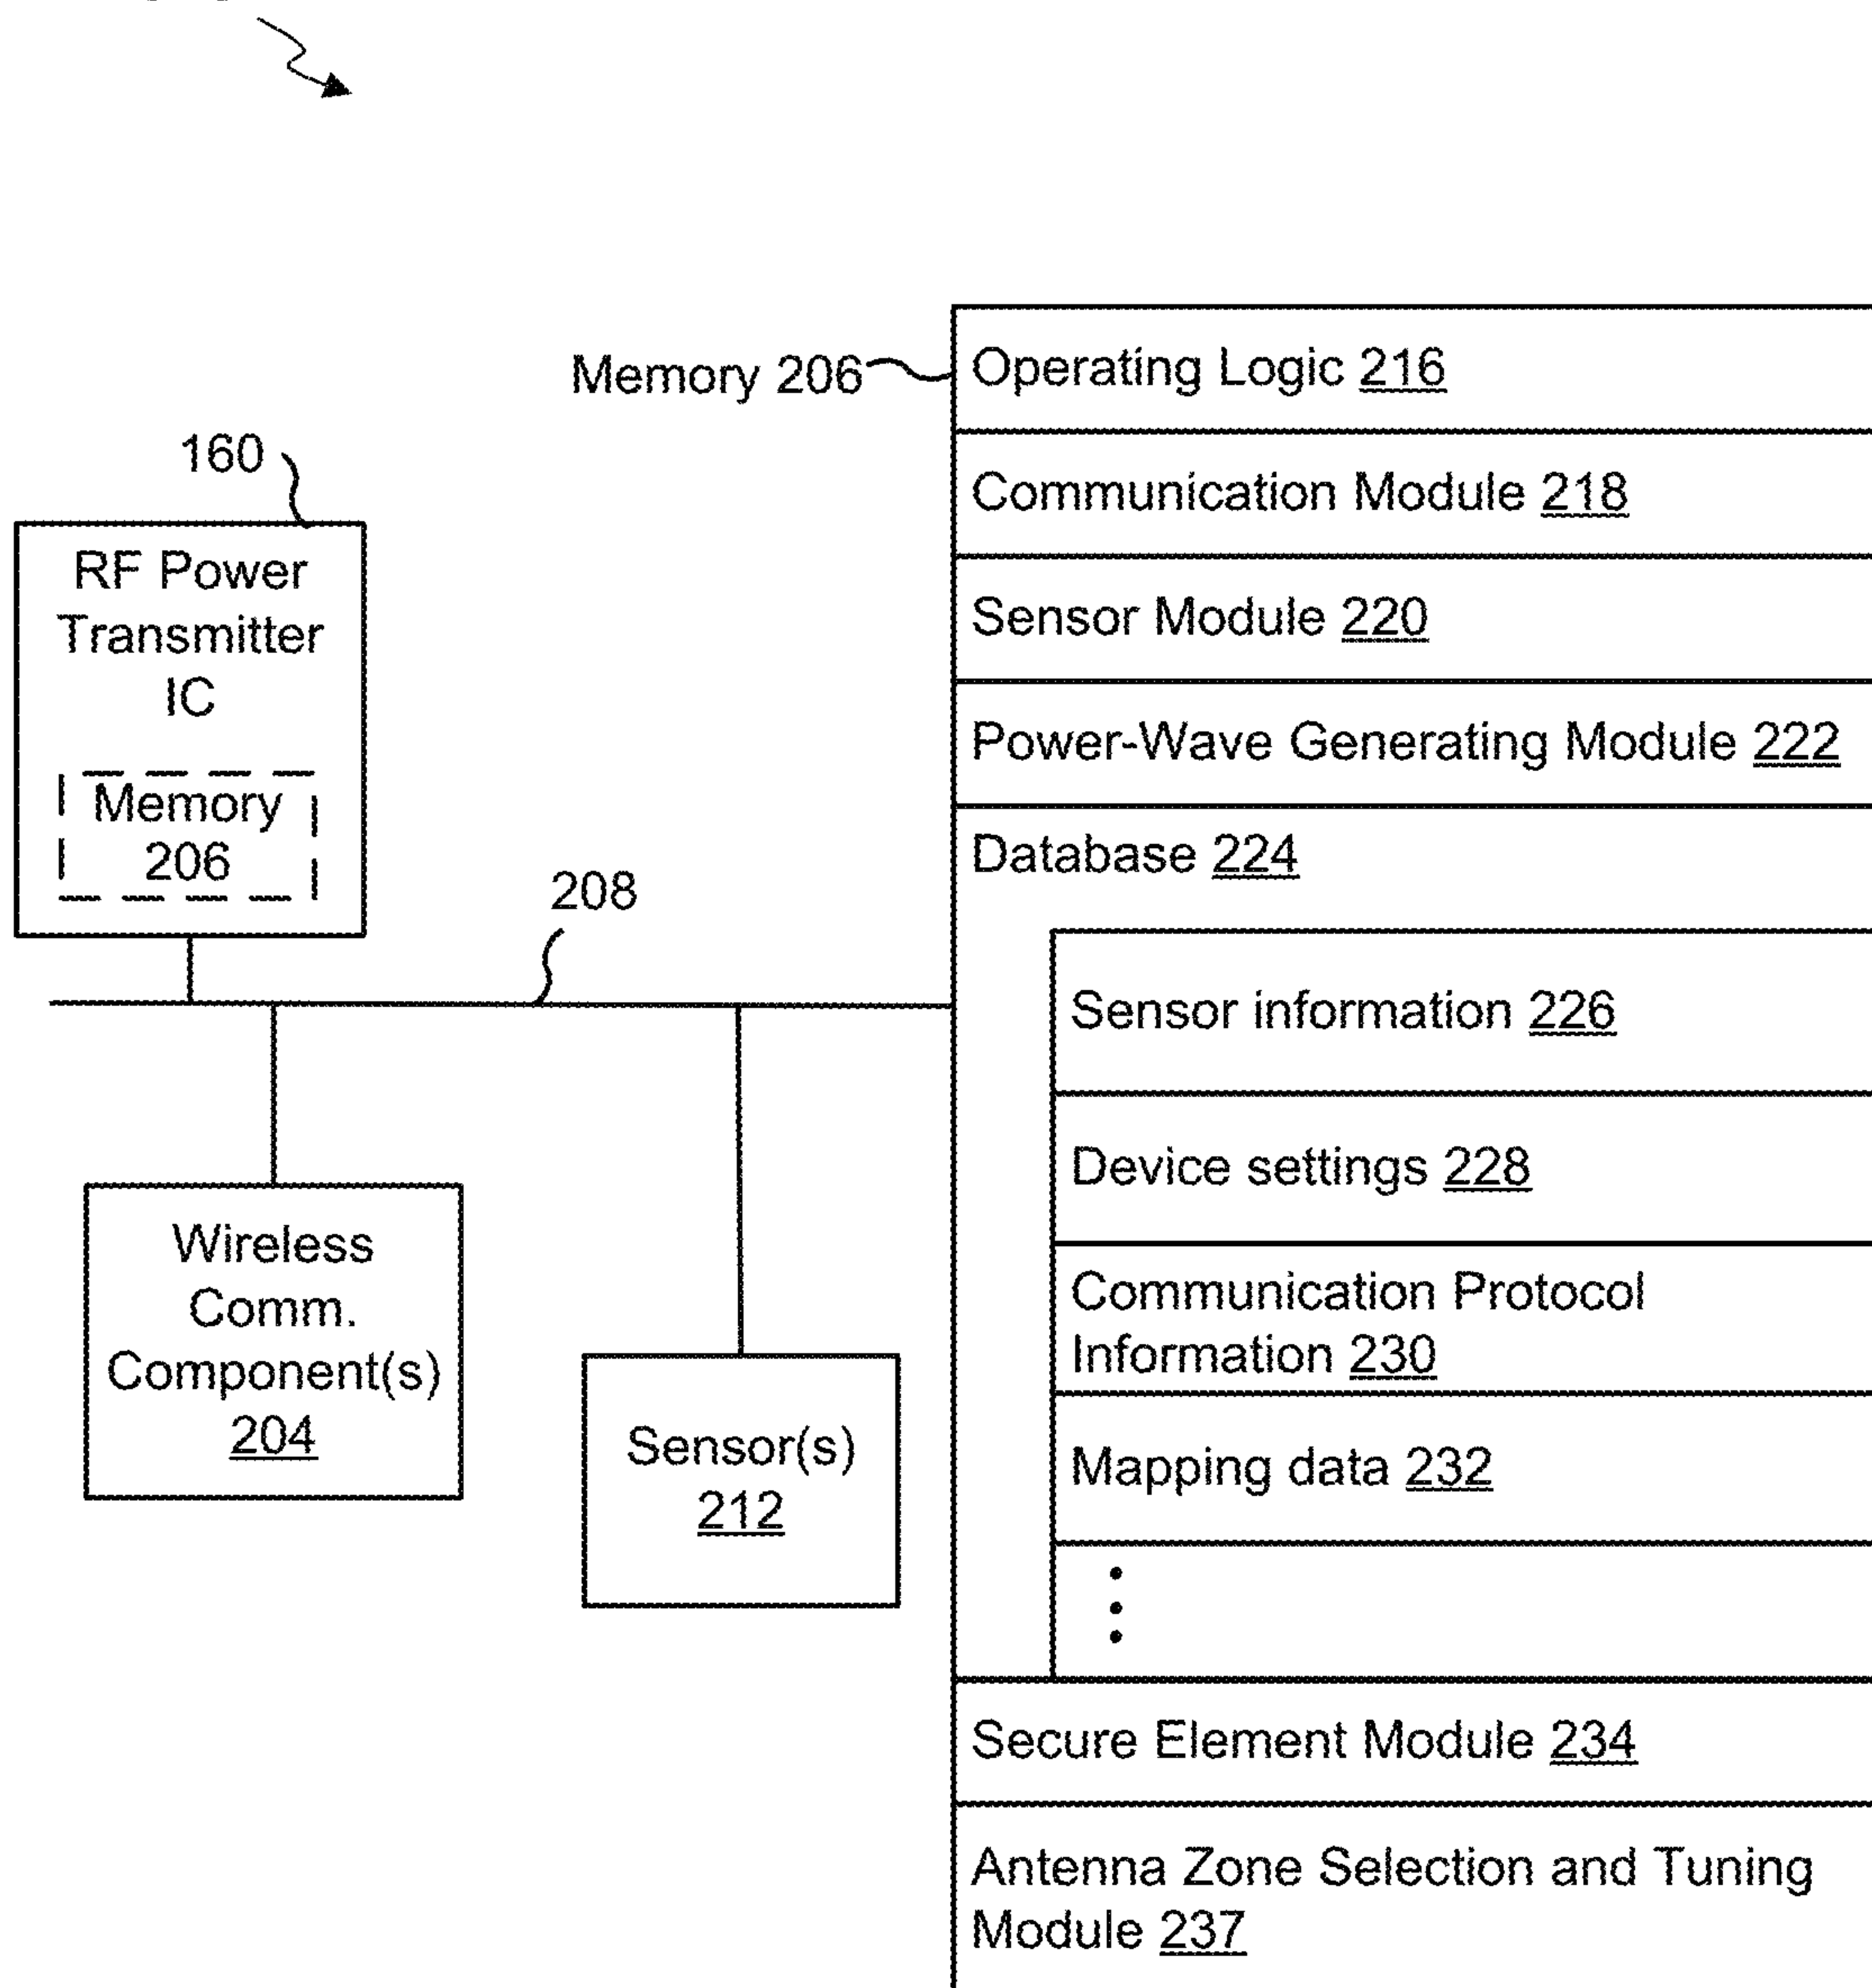 Memory 206
Operating Logic 216
Communication Module 218
Sensor Module 220
Power-Wave Generating Module 222
Database 224
Sensor information 226
Device settings 228
Communication Protocol
Information 230
Mapping data 232
Secure Element Module 234
Antenna Zone Selection and Tuning
Module 237
160
RF Power
Transmitter
IC
Memory
206
208
Wireless
Comm.
Component(s)
204
Sensor(s)
212